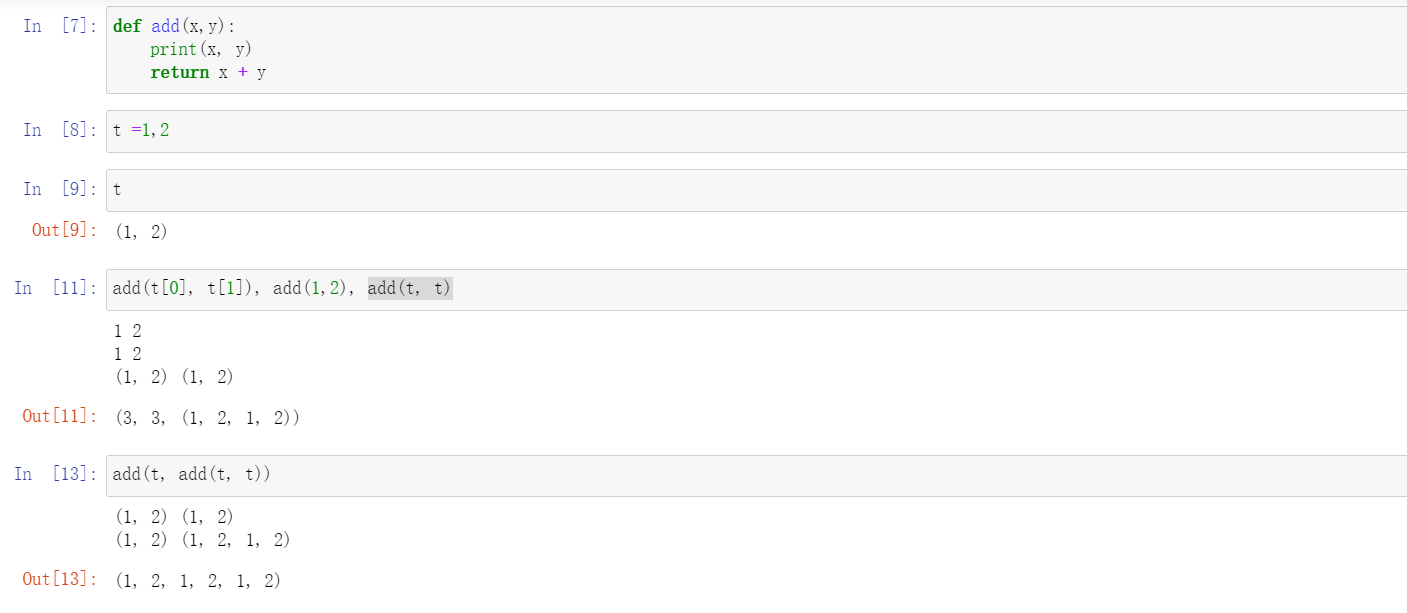 In [7]: def add(x,y):
    print(x, y)
    return x + y
In [8]: t =1,2
In [9]: t
Out[9]: (1, 2)
In [11]: add(t[0], t[1]), add(1,2), add(t, t)
1 2
1 2
(1, 2) (1, 2)
Out[11]: (3, 3, (1, 2, 1, 2))
In [13]: add(t, add(t, t))
(1, 2) (1, 2)
(1, 2) (1, 2, 1, 2)
Out[13]: (1, 2, 1, 2, 1, 2)